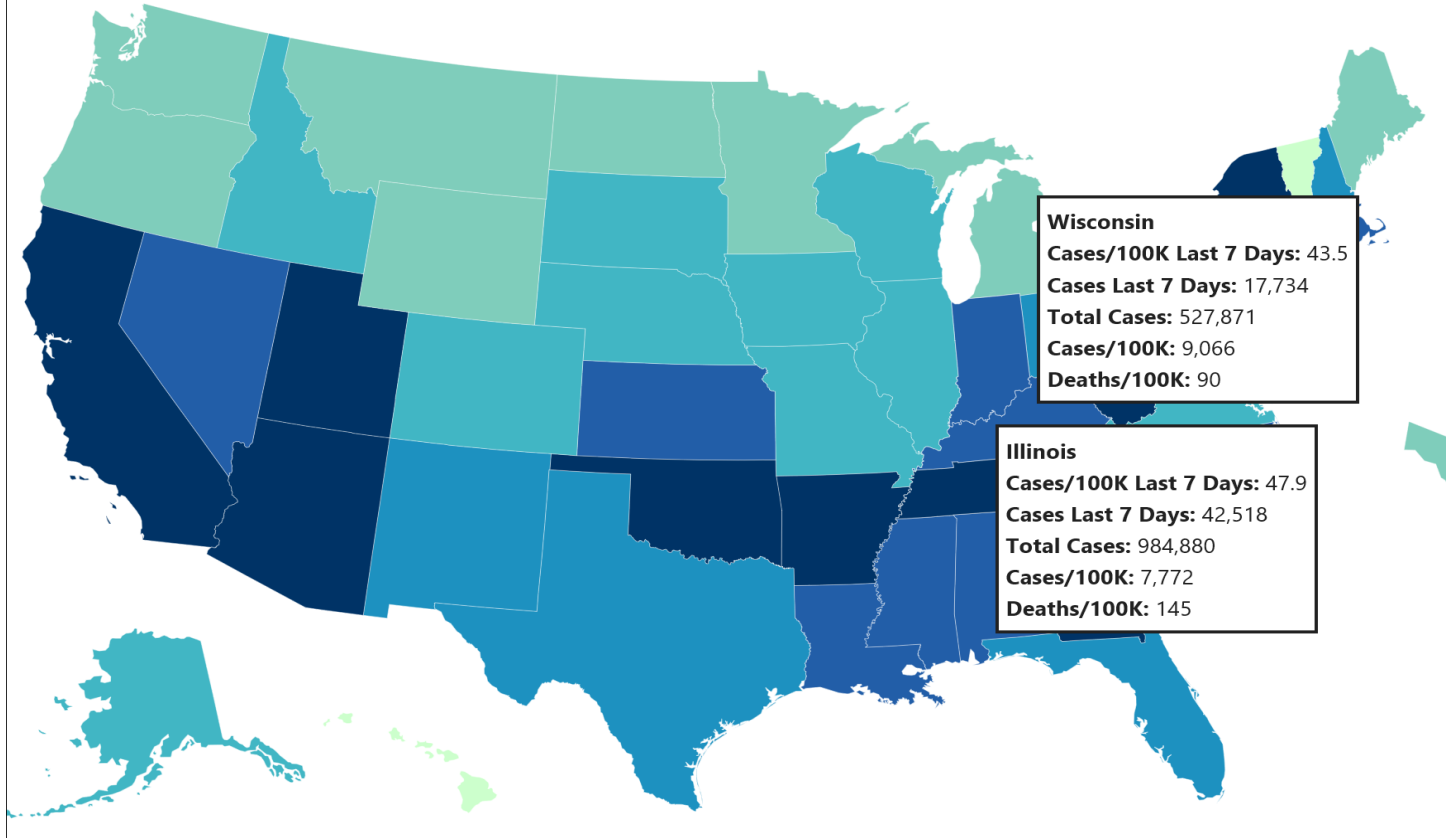 Wisconsin
Cases/100K Last 7 Days: 43.5
Cases Last 7 Days: 17,734
Total Cases: 527,871
Cases/100K: 9,066
Deaths/100K: 90
Illinois
Cases/100K Last 7 Days: 47.9
Cases Last 7 Days: 42,518
Total Cases: 984,880
Cases/100K: 7,772
Deaths/100K: 145